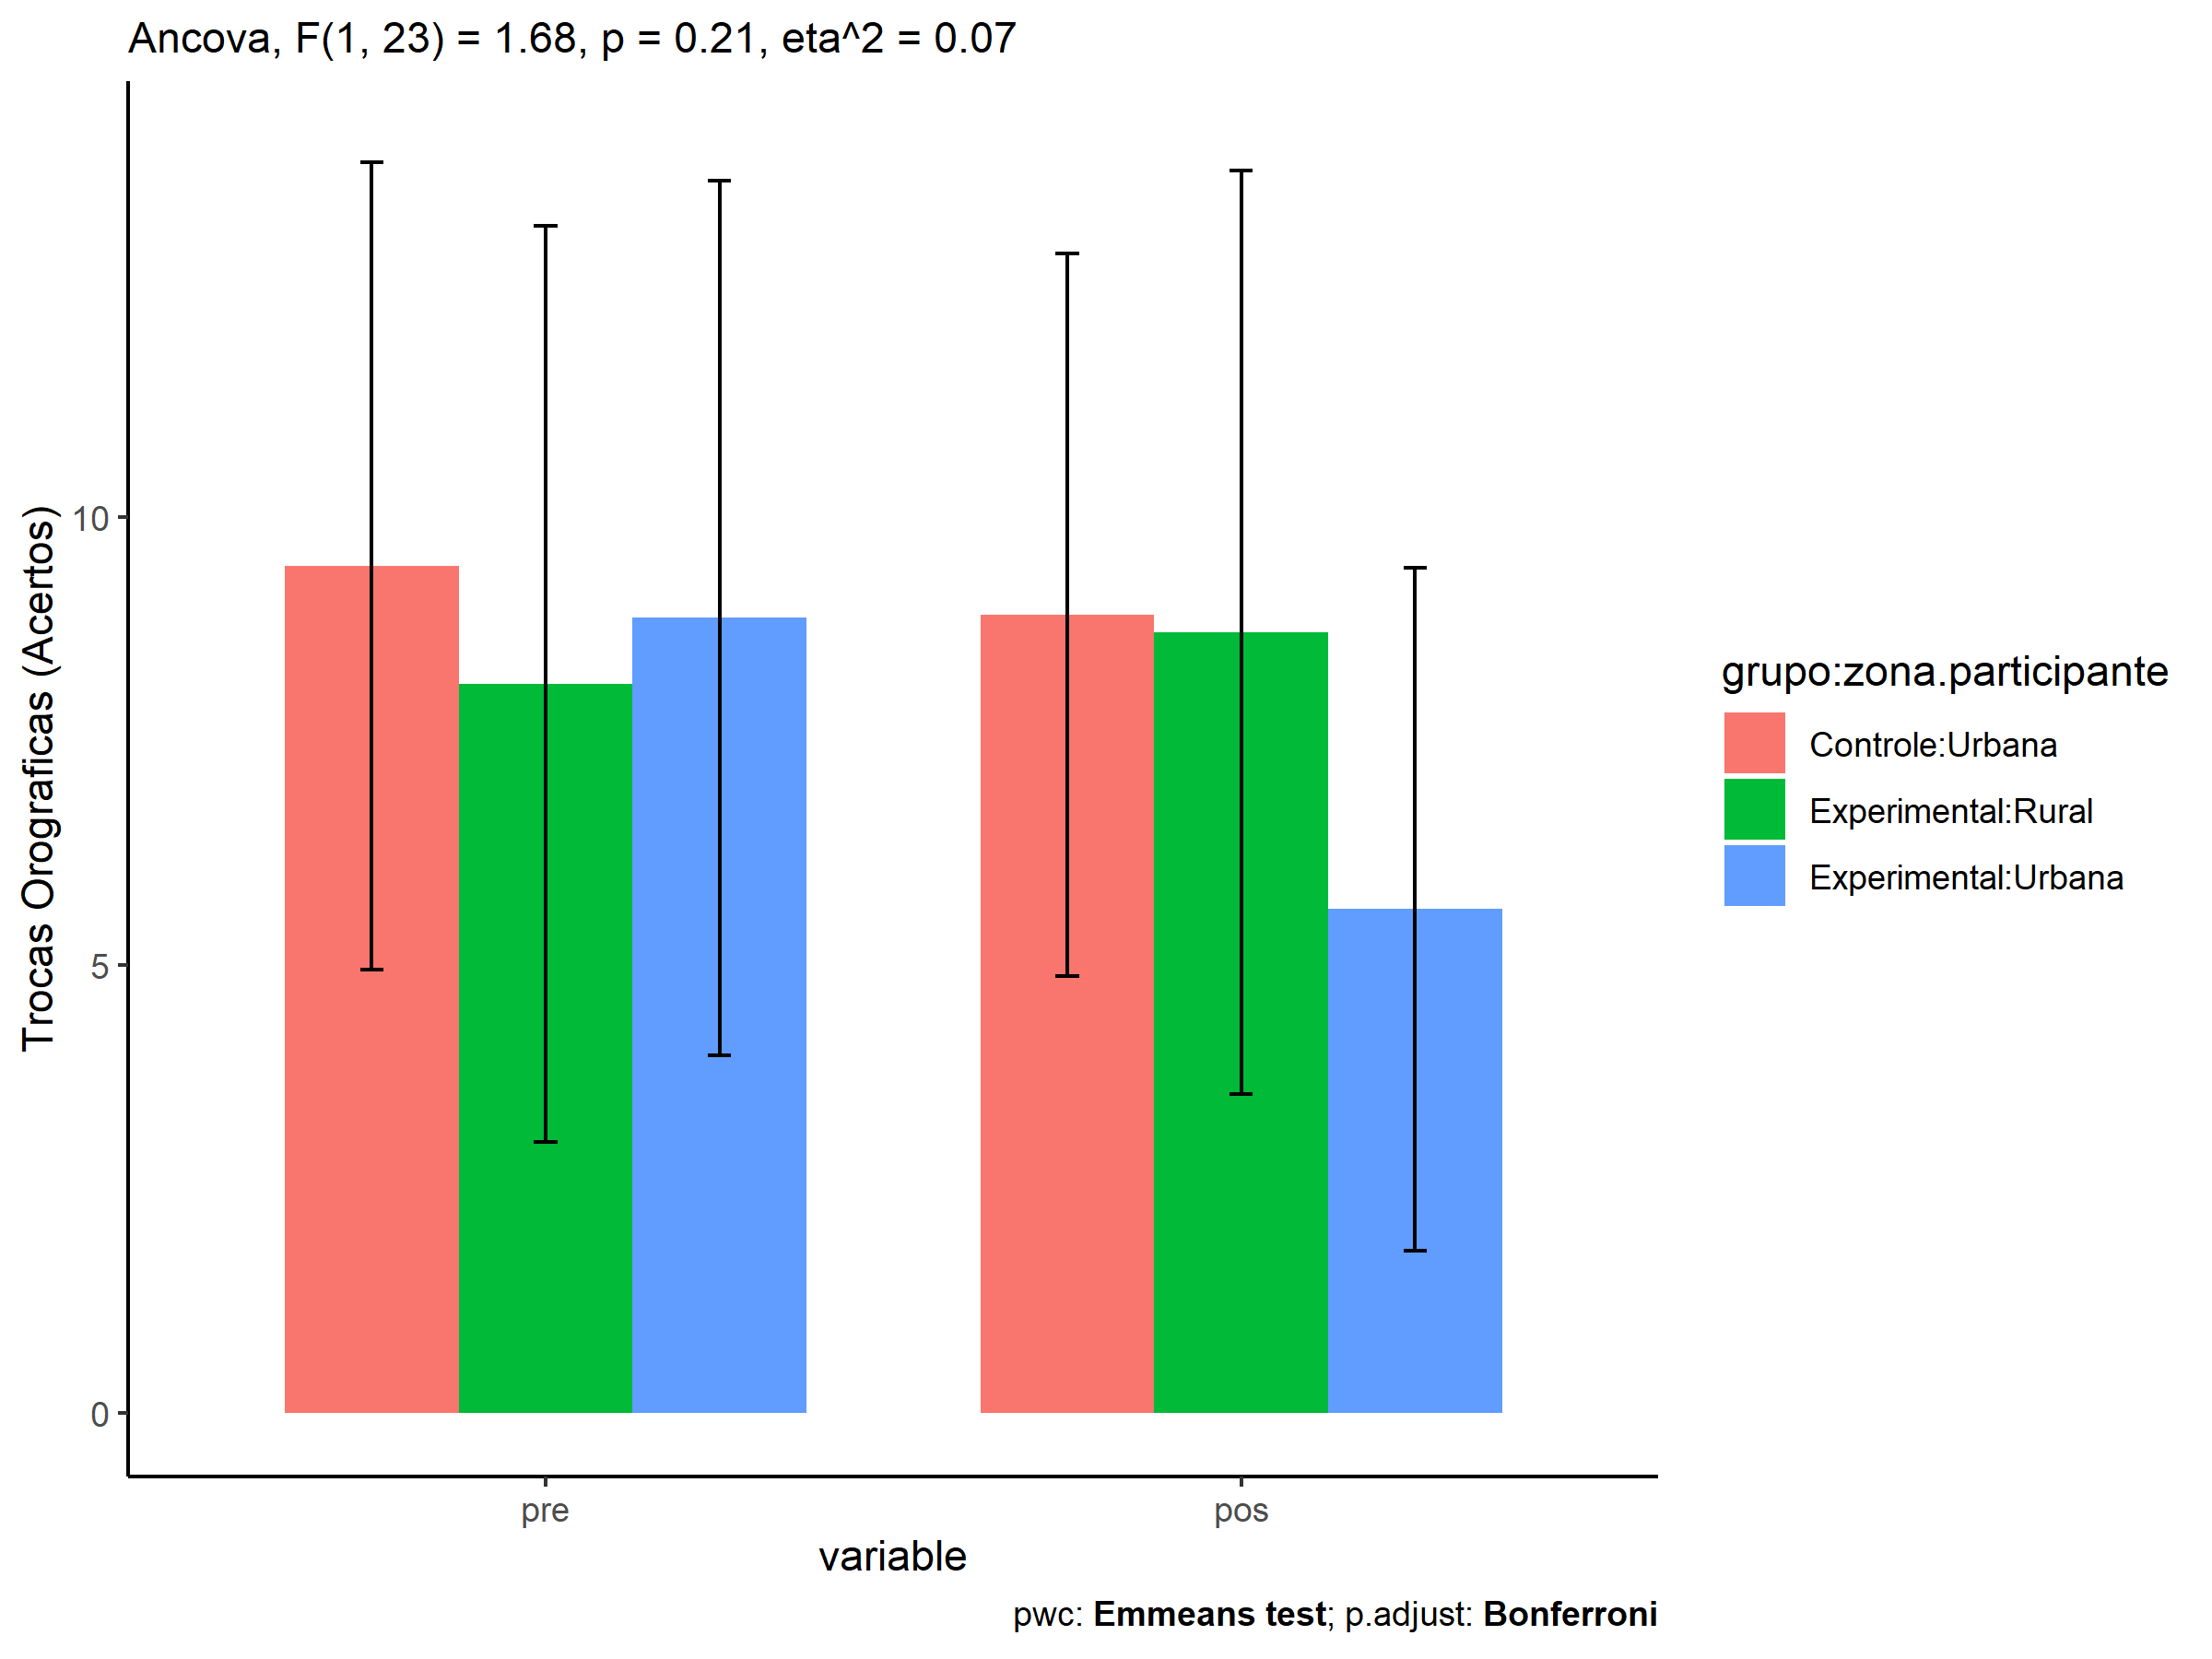 Ancova, F(1, 23) = 1.68, p = 0.21, eta^2 = 0.07
Trocas Orograficas (Acertos)
10
5
0
pre
pos
variable
grupo:zona.participante
Controle:Urbana
Experimental:Rural
Experimental:Urbana
pwc: Emmeans test; p.adjust: Bonferroni